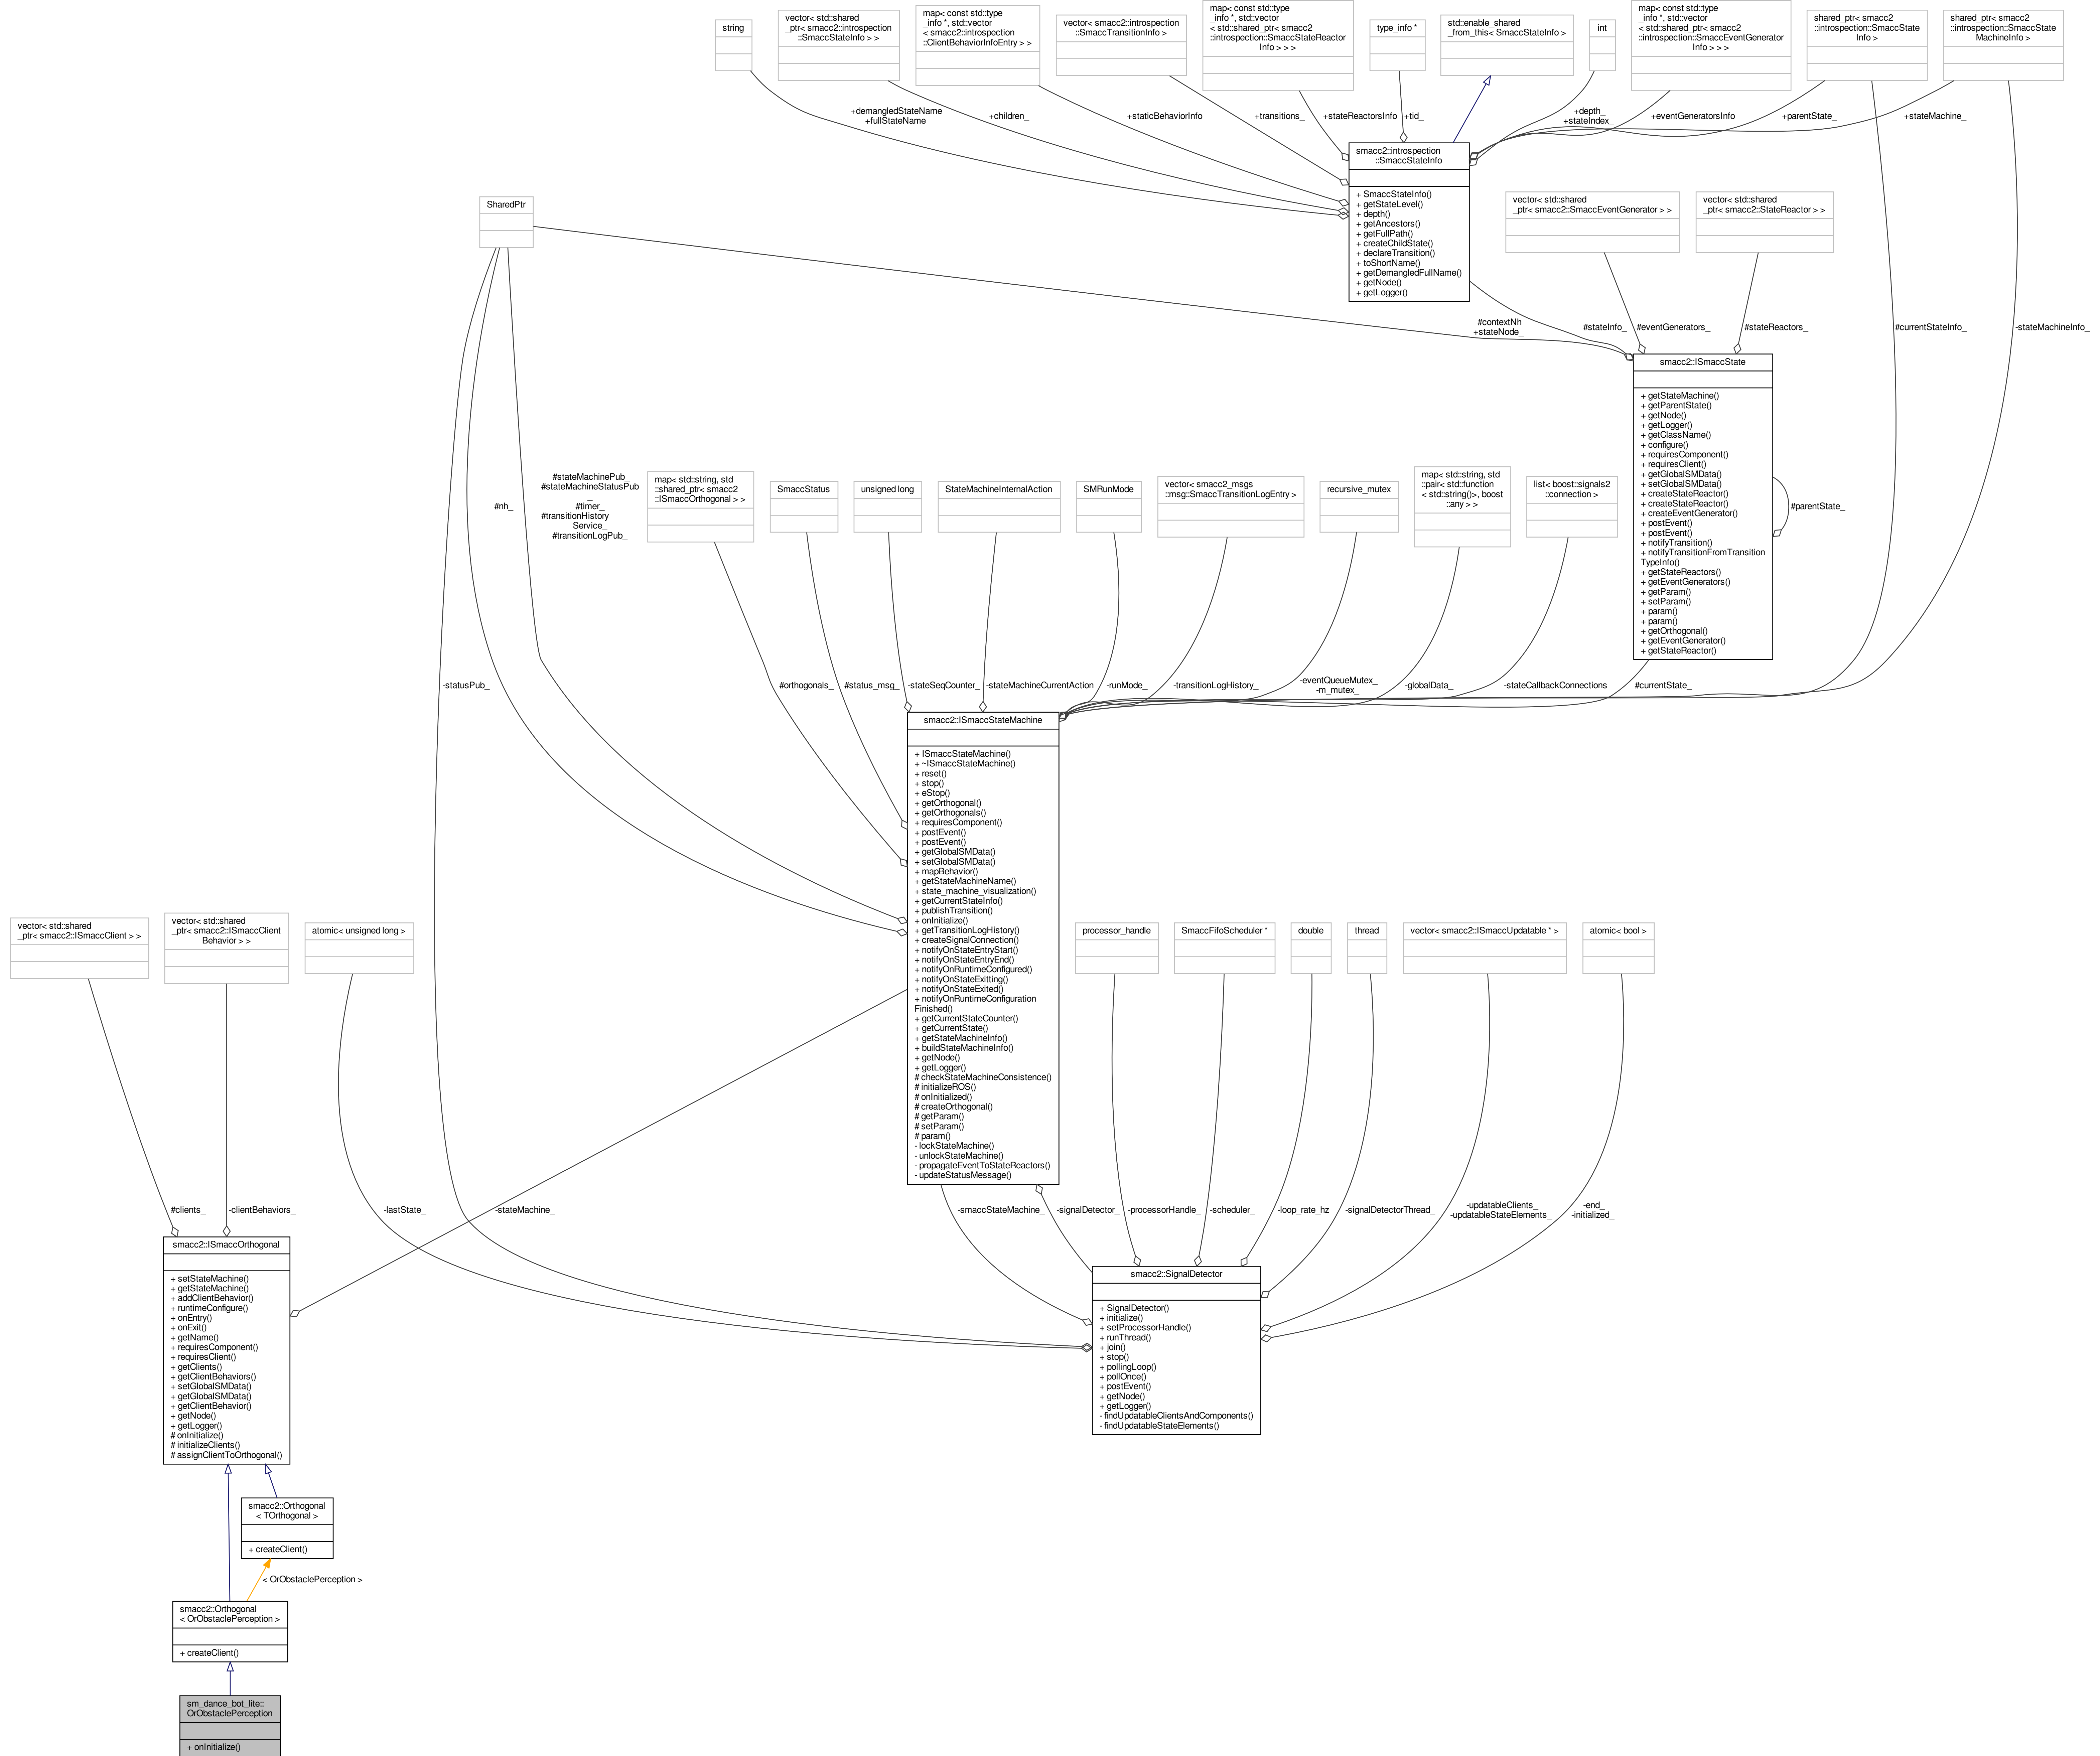 string
vector< std::shared
_ptr< smacc2::introspection
::SmaccStateInfo > >
map< const std::type
_info *, std::vector
< smacc2::introspection
::ClientBehaviorInfoEntry > >
vector< smacc2::introspection
::SmaccTransitionInfo >
map< const std::type
_info *, std::vector
< std::shared_ptr< smacc2
::introspection::SmaccStateReactor
Info > > >
type_info *
std::enable_shared
_from_this< SmaccStateInfo >
int
map< const std::type
_info *, std::vector
< std::shared_ptr< smacc2
::introspection::SmaccEventGenerator
Info > > >
shared_ptr< smacc2
::introspection::SmaccState
Info >
shared_ptr< smacc2
::introspection::SmaccState
MachineInfo >
+demangledStateName
+fullStateName
+children_
+staticBehaviorInfo
+transitions_
+stateReactorsInfo
+tid_
+depth_
+stateIndex_
+eventGeneratorsInfo
+parentState_
+stateMachine_
smacc2::introspection
::SmaccStateInfo
+ SmaccStateInfo()
+ getStateLevel()
+ depth()
+ getAncestors()
+ getFullPath()
+ createChildState()
+ declareTransition()
+ toShortName()
+ getDemangledFullName()
+ getNode()
+ getLogger()
SharedPtr
vector< std::shared
_ptr< smacc2::SmaccEventGenerator > >
vector< std::shared
_ptr< smacc2::StateReactor > >
#contextNh
+stateNode_
#stateInfo_
#eventGenerators_
#stateReactors_
#currentStateInfo_
-stateMachineInfo_
smacc2::ISmaccState
+ getStateMachine()
+ getParentState()
+ getNode()
+ getLogger()
+ getClassName()
+ configure()
+ requiresComponent()
+ requiresClient()
+ getGlobalSMData()
+ setGlobalSMData()
+ createStateReactor()
+ createStateReactor()
+ createEventGenerator()
+ postEvent()
+ postEvent()
+ notifyTransition()
+ notifyTransitionFromTransition
TypeInfo()
+ getStateReactors()
+ getEventGenerators()
+ getParam()
+ setParam()
+ param()
+ param()
+ getOrthogonal()
+ getEventGenerator()
+ getStateReactor()
#parentState_
#nh_
#stateMachinePub_
#stateMachineStatusPub
_
#timer_
#transitionHistory
Service_
#transitionLogPub_
map< std::string, std
::shared_ptr< smacc2
::ISmaccOrthogonal > >
SmaccStatus
unsigned long
StateMachineInternalAction
SMRunMode
vector< smacc2_msgs
::msg::SmaccTransitionLogEntry >
recursive_mutex
map< std::string, std
::pair< std::function
< std::string()>, boost
::any > >
list< boost::signals2
::connection >
-statusPub_
#orthogonals_
#status_msg_
-stateSeqCounter_
-stateMachineCurrentAction
-runMode_
-transitionLogHistory_
-eventQueueMutex_
-m_mutex_
-globalData_
-stateCallbackConnections
#currentState_
smacc2::ISmaccStateMachine
+ ISmaccStateMachine()
+ ~ISmaccStateMachine()
+ reset()
+ stop()
+ eStop()
+ getOrthogonal()
+ getOrthogonals()
+ requiresComponent()
+ postEvent()
+ postEvent()
+ getGlobalSMData()
+ setGlobalSMData()
+ mapBehavior()
+ getStateMachineName()
+ state_machine_visualization()
+ getCurrentStateInfo()
+ publishTransition()
+ onInitialize()
+ getTransitionLogHistory()
+ createSignalConnection()
+ notifyOnStateEntryStart()
+ notifyOnStateEntryEnd()
+ notifyOnRuntimeConfigured()
+ notifyOnStateExitting()
+ notifyOnStateExited()
+ notifyOnRuntimeConfiguration
Finished()
+ getCurrentStateCounter()
+ getCurrentState()
+ getStateMachineInfo()
+ buildStateMachineInfo()
+ getNode()
+ getLogger()
# checkStateMachineConsistence()
# initializeROS()
# onInitialized()
# createOrthogonal()
# getParam()
# setParam()
# param()
- lockStateMachine()
- unlockStateMachine()
- propagateEventToStateReactors()
- updateStatusMessage()
vector< std::shared
_ptr< smacc2::ISmaccClient > >
vector< std::shared
_ptr< smacc2::ISmaccClient
Behavior > >
atomic< unsigned long >
processor_handle
SmaccFifoScheduler *
double
thread
vector< smacc2::ISmaccUpdatable * >
atomic< bool >
#clients_
-clientBehaviors_
-lastState_
-stateMachine_
-smaccStateMachine_
-signalDetector_
-processorHandle_
-scheduler_
-loop_rate_hz
-signalDetectorThread_
-updatableClients_
-updatableStateElements_
-end_
-initialized_
smacc2::ISmaccOrthogonal
+ setStateMachine()
+ getStateMachine()
+ addClientBehavior()
+ runtimeConfigure()
+ onEntry()
+ onExit()
+ getName()
+ requiresComponent()
+ requiresClient()
+ getClients()
+ getClientBehaviors()
+ setGlobalSMData()
+ getGlobalSMData()
+ getClientBehavior()
+ getNode()
+ getLogger()
# onInitialize()
# initializeClients()
# assignClientToOrthogonal()
smacc2::SignalDetector
+ SignalDetector()
+ initialize()
+ setProcessorHandle()
+ runThread()
+ join()
+ stop()
+ pollingLoop()
+ pollOnce()
+ postEvent()
+ getNode()
+ getLogger()
- findUpdatableClientsAndComponents()
- findUpdatableStateElements()
smacc2::Orthogonal
< TOrthogonal >
+ createClient()
< OrObstaclePerception >
smacc2::Orthogonal
< OrObstaclePerception >
+ createClient()
sm_dance_bot_lite::
OrObstaclePerception
+ onInitialize()